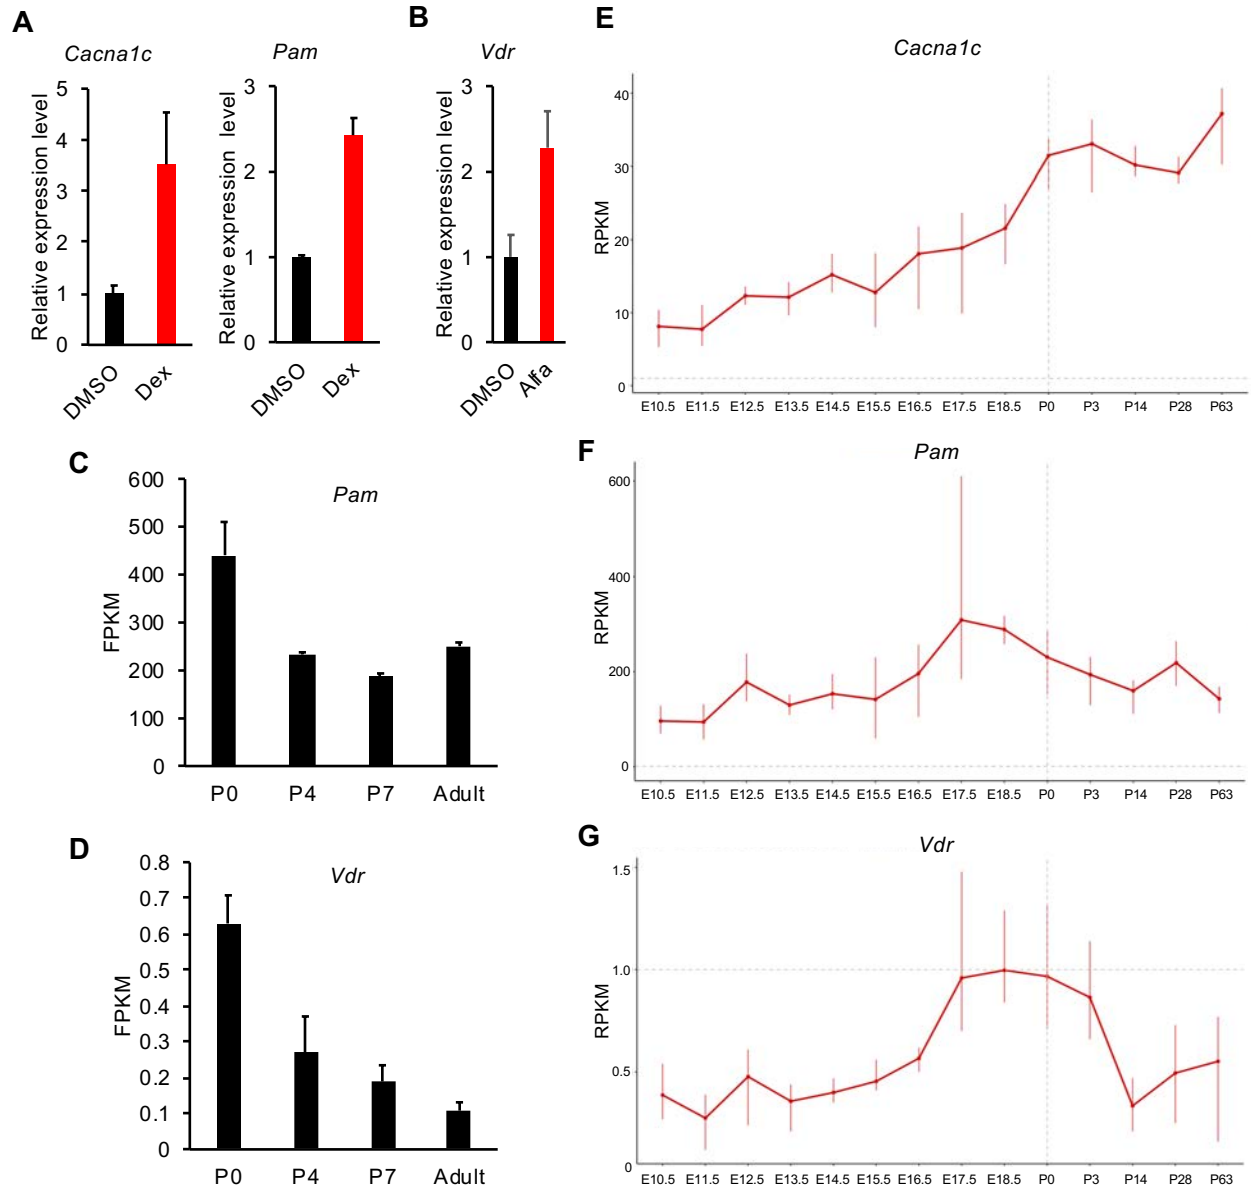 A
Cacna1c
Relative expression level
5
4
3
2
1
0
DMSO
Dex
Pam
Relative expression level
3
2
1
0
DMSO
Dex
B
Vdr
Relative expression level
3
2
1
0
DMSO
Alfa
C
Pam
FPKM
600
500
400
300
200
100
0
P0 P4 P7 Adult
D
Vdr
FPKM
0.8
0.7
0.6
0.5
0.4
0.3
0.2
0.1
0
P0 P4 P7 Adult
E
Cacna1c
RPKM
40
30
20
10
0
E10.5 E11.5 E12.5 E13.5 E14.5 E15.5 E16.5 E17.5 E18.5 P0 P3 P14 P28 P63
F
Pam
RPKM
600
400
200
0
E10.5 E11.5 E12.5 E13.5 E14.5 E15.5 E16.5 E17.5 E18.5 P0 P3 P14 P28 P63
G
Vdr
RPKM
1.5
1.0
0.5
0
E10.5 E11.5 E12.5 E13.5 E14.5 E15.5 E16.5 E17.5 E18.5 P0 P3 P14 P28 P63